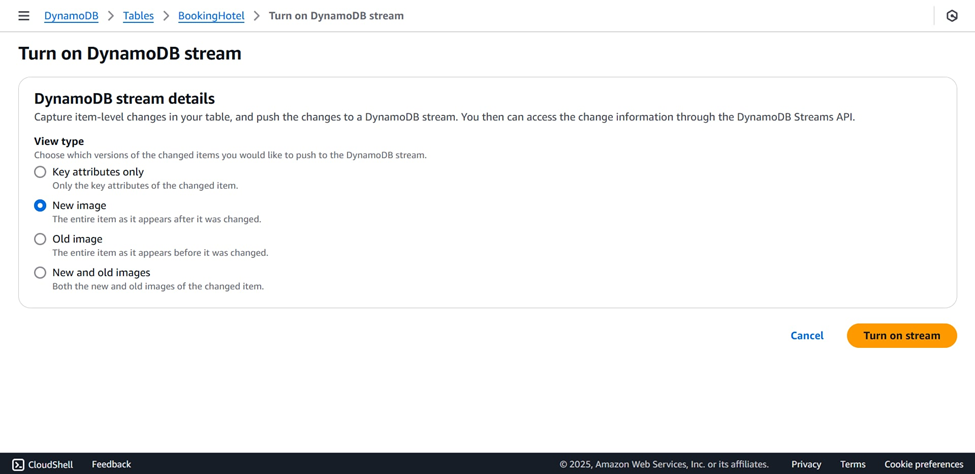 DynamoDB > Tables > BookingHotel > Turn on DynamoDB stream
Turn on DynamoDB stream
DynamoDB stream details
Capture item-level changes in your table, and push the changes to a DynamoDB stream. You then can access the change information through the DynamoDB Streams API.
View type
Choose which versions of the changed items you would like to push to the DynamoDB stream.
Key attributes only
Only the key attributes of the changed item.
New image
The entire item as it appears after it was changed.
Old image
The entire item as it appears before it was changed.
New and old images
Both the new and old images of the changed item.
Cancel Turn on stream
CloudShell Feedback © 2025, Amazon Web Services, Inc. or its affiliates. Privacy Terms Cookie preferences